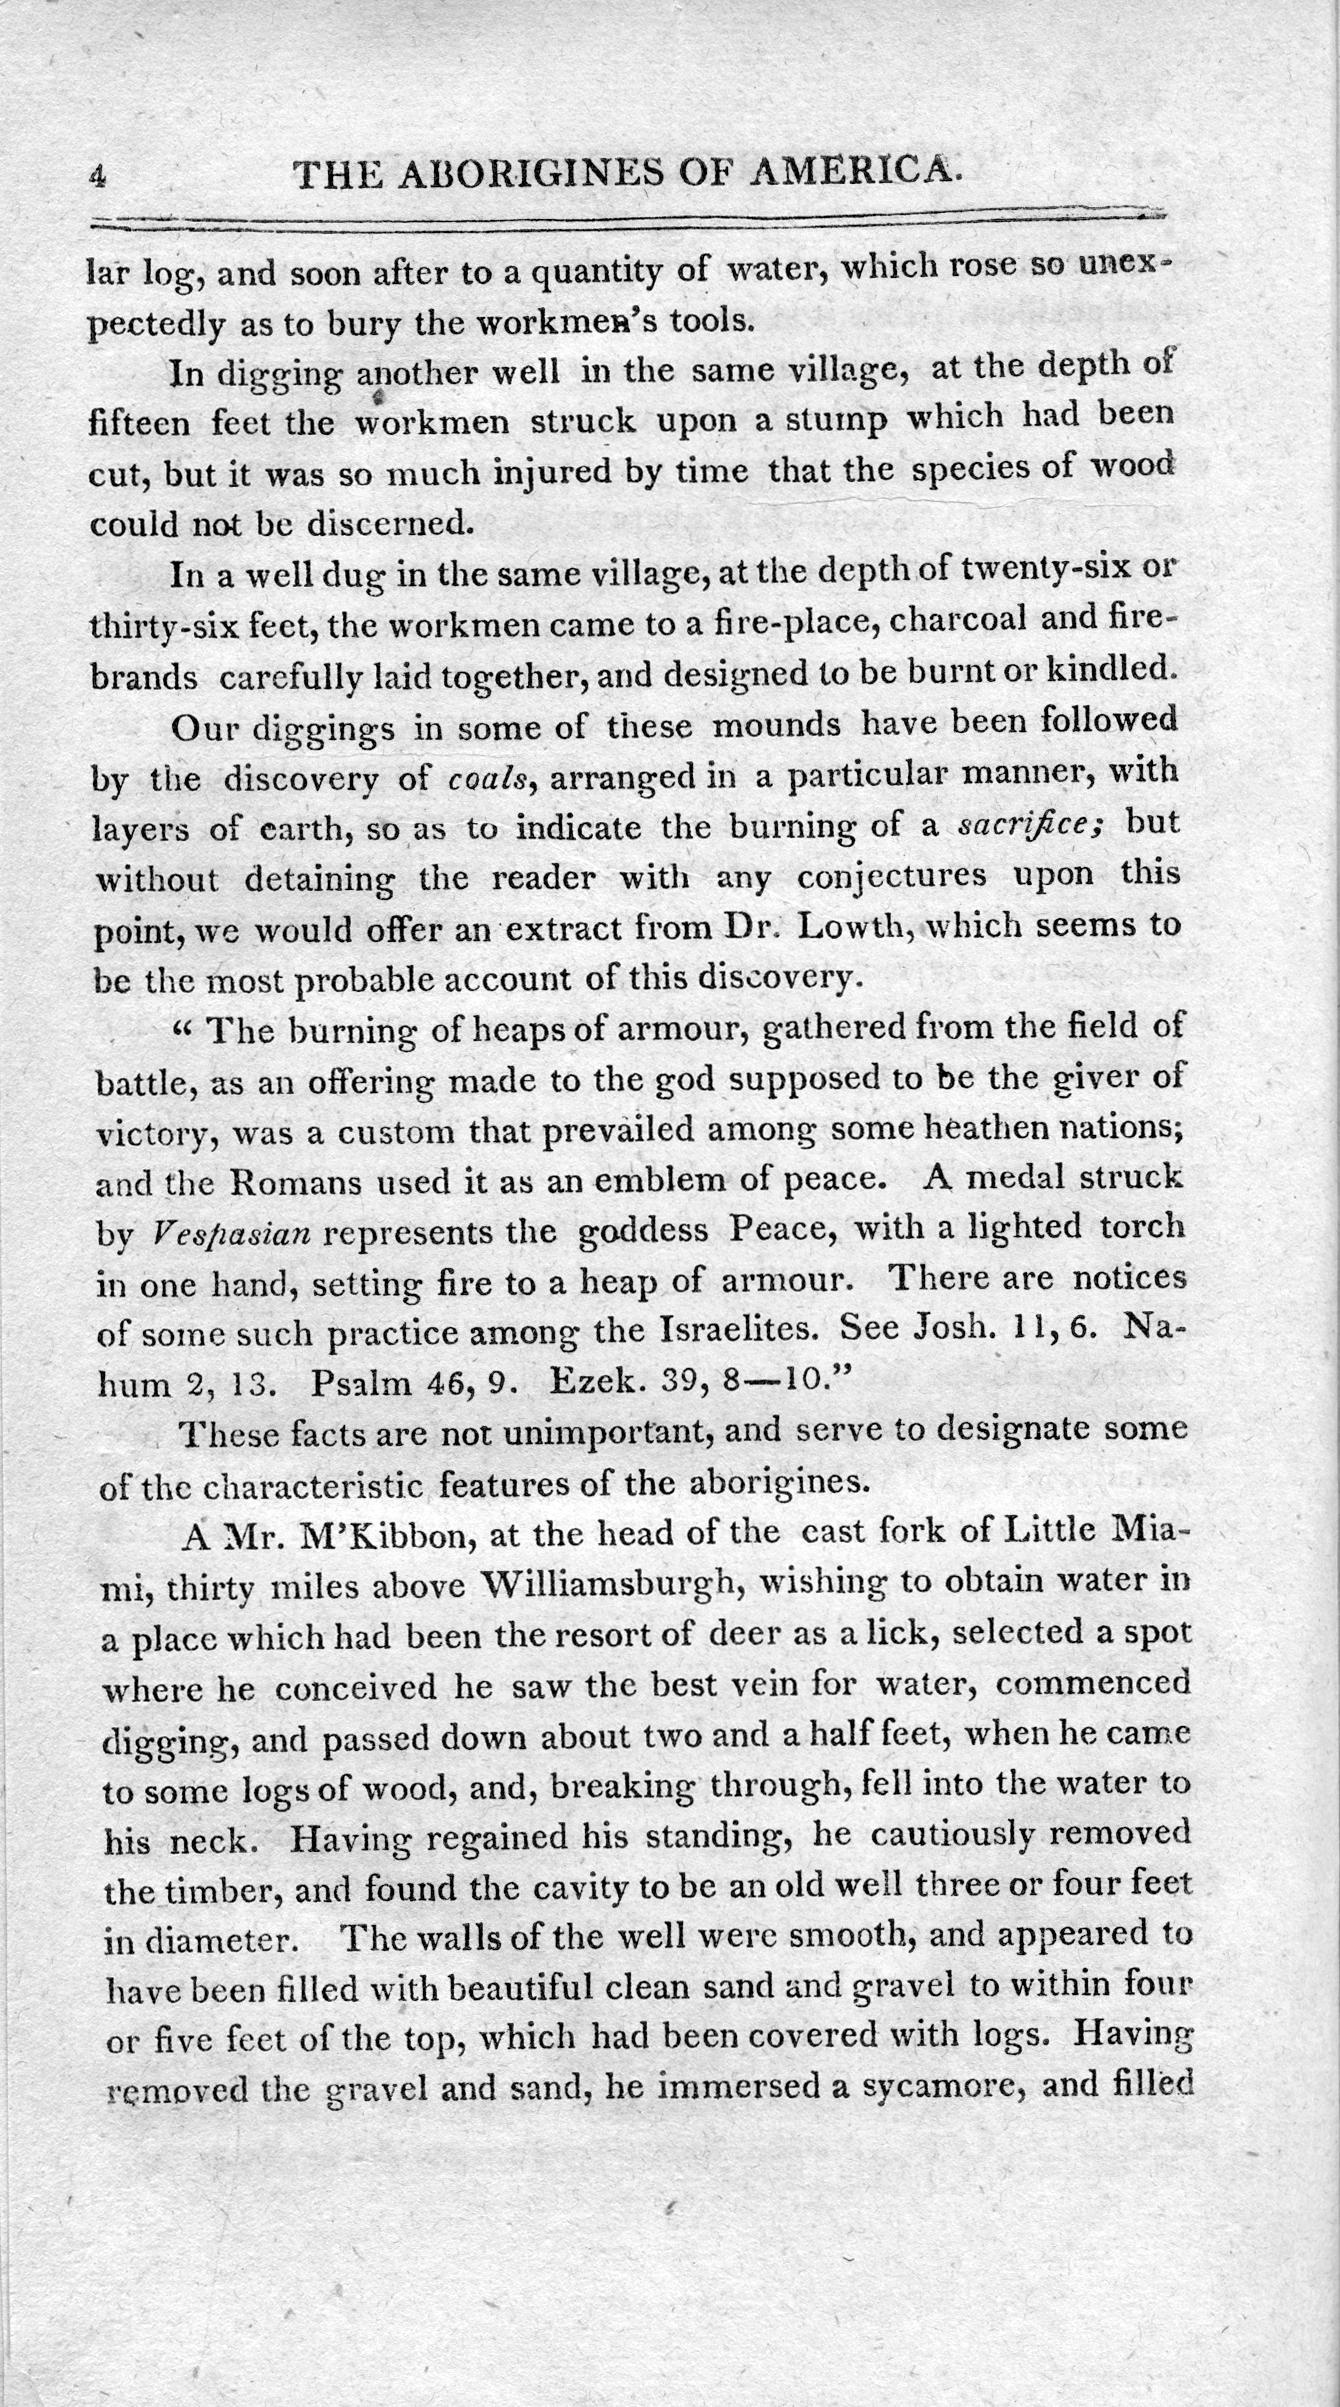 4 THE ABORIGINES OF AMERICA.
lar log, and soon after to a quantity of water, which rose so unex-
pectedly as to bury the workmen's tools.
In digging another well in the same village, at the depth of
fifteen feet the workmen struck upon a stump which had been
cut, but it was so much injured by time that the species of wood
could not be discerned.
In a well dug in the same village, at the depth of twenty-six or
thirty-six feet, the workmen came to a fire-place, charcoal and fire-
brands carefully laid together, and designed to be burnt or kindled.
Our diggings in some of these mounds have been followed
by the discovery of coals, arranged in a particular manner, with
layers of earth, so as to indicate the burning of a sacrifice; but
without detaining the reader with any conjectures upon this
point, we would offer an extract from Dr. Lowth, which seems to
be the most probable account of this discovery.
“ The burning of heaps of armour, gathered from the field of
battle, as an offering made to the god supposed to be the giver of
victory, was a custom that prevailed among some heathen nations;
and the Romans used it as an emblem of peace. A medal struck
by Vespasian represents the goddess Peace, with a lighted torch
in one hand, setting fire to a heap of armour. There are notices
of some such practice among the Israelites. See Josh. 11, 6. Na-
hum 2, 13. Psalm 46, 9. Ezek. 39, 8—10.”
These facts are not unimportant, and serve to designate some
of the characteristic features of the aborigines.
A Mr. M'Kibbon, at the head of the east fork of Little Mia-
mi, thirty miles above Williamsburgh, wishing to obtain water in
a place which had been the resort of deer as a lick, selected a spot
where he conceived he saw the best vein for water, commenced
digging, and passed down about two and a half feet, when he came
to some logs of wood, and, breaking through, fell into the water to
his neck. Having regained his standing, he cautiously removed
the timber, and found the cavity to be an old well three or four feet
in diameter. The walls of the well were smooth, and appeared to
have been filled with beautiful clean sand and gravel to within four
or five feet of the top, which had been covered with logs. Having
removed the gravel and sand, he immersed a sycamore, and filled